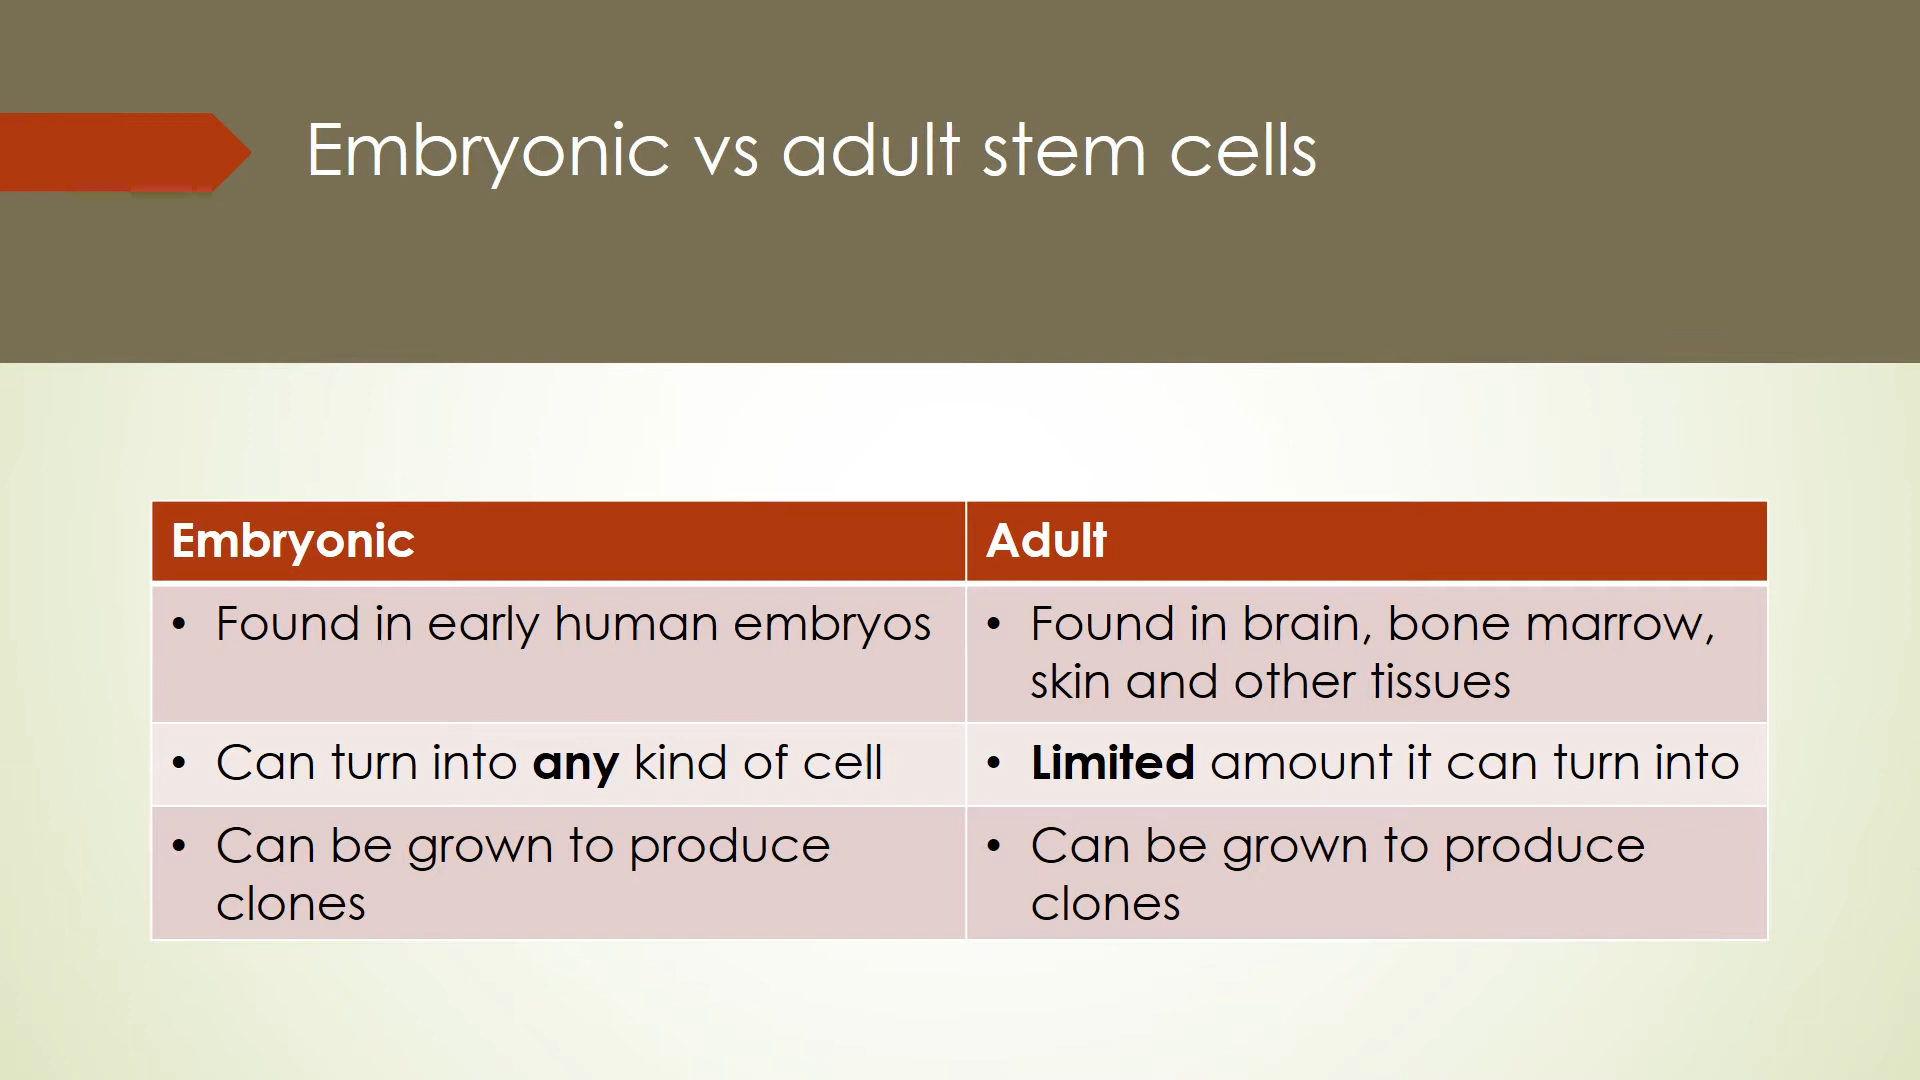 Embryonic vs adult stem cells
Embryonic
Adult
• Found in early human embryos
• Found in brain, bone marrow,
skin and other tissues
• Can turn into any kind of cell
• Limited amount it can turn into
• Can be grown to produce
clones
• Can be grown to produce
clones